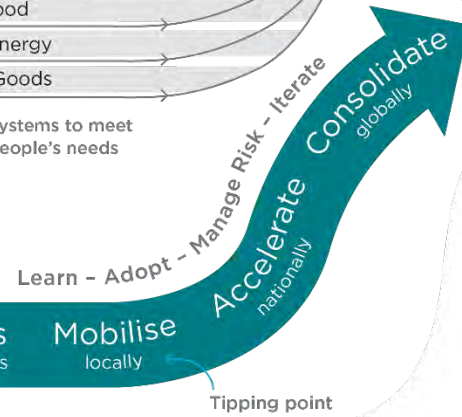 ood
nergy
Goods
ystems to meet
eople's needs
Learn – Adopt – Manage Risk – Iterate
Consolidate
globally
Accelerate
nationally
s
s
Mobilise
locally
Tipping point